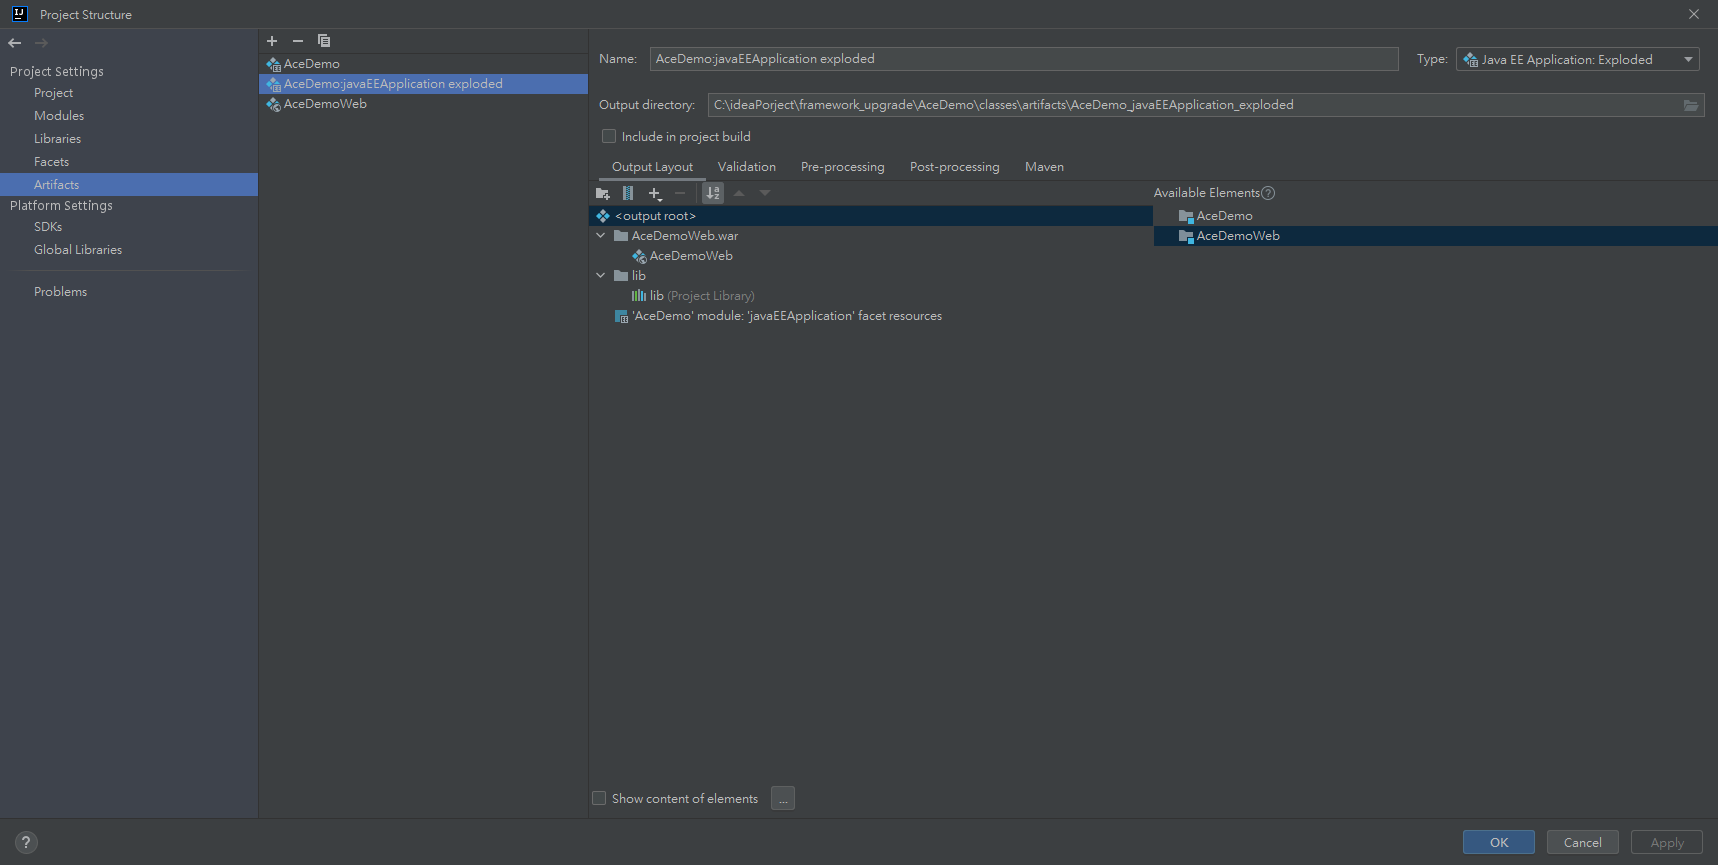 Project Structure
Project Settings
Project
Modules
Libraries
Facets
Artifacts
Platform Settings
SDKs
Global Libraries
Problems
AceDemo
AceDemo:javaEEApplication exploded
AceDemoWeb
Name: AceDemo:javaEEApplication exploded Type: Java EE Application: Exploded
Output directory: C:\ideaPorject\framework_upgrade\AceDemo\classes\artifacts\AceDemo_javaEEApplication_exploded
Include in project build
Output Layout Validation Pre-processing Post-processing Maven
<output root>
AceDemoWeb.war
AceDemoWeb
lib
lib (Project Library)
'AceDemo' module: 'javaEEApplication' facet resources
Available Elements
AceDemo
AceDemoWeb
Show content of elements ...
? OK Cancel Apply